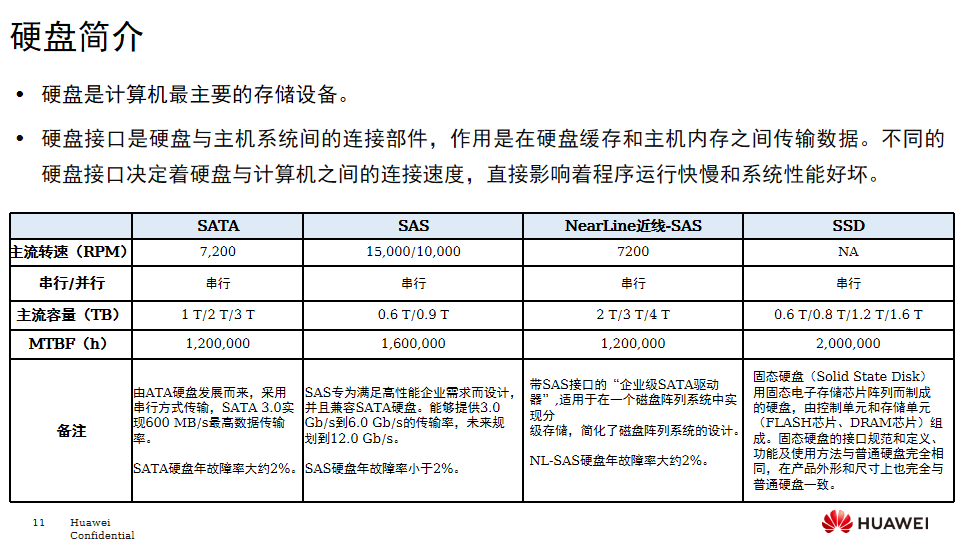 硬盘简介
• 硬盘是计算机最主要的存储设备。
• 硬盘接口是硬盘与主机系统间的连接部件，作用是在硬盘缓存和主机内存之间传输数据。不同的
硬盘接口决定着硬盘与计算机之间的连接速度，直接影响着程序运行快慢和系统性能好坏。
SATA SAS NearLine近线-SAS SSD
主流转速（RPM） 7,200 15,000/10,000 7200 NA
串行/并行 串行 串行 串行 串行
主流容量（TB） 1 T/2 T/3 T 0.6 T/0.9 T 2 T/3 T/4 T 0.6 T/0.8 T/1.2 T/1.6 T
MTBF（h） 1,200,000 1,600,000 1,200,000 2,000,000
备注
由ATA硬盘发展而来，采用
串行方式传输，SATA 3.0实
现600 MB/s最高数据传输
率。
SATA硬盘年故障率大约2%。
SAS专为满足高性能企业需求而设计，
并且兼容SATA硬盘。能够提供3.0
Gb/s到6.0 Gb/s的传输率，未来规
划到12.0 Gb/s。
SAS硬盘年故障率小于2%。
带SAS接口的“企业级SATA驱动
器”,适用于在一个磁盘阵列系统中实
现分
级存储，简化了磁盘阵列系统的设计。
NL-SAS硬盘年故障率大约2%。
固态硬盘（Solid State Disk）
用固态电子存储芯片阵列而制成
的硬盘，由控制单元和存储单元
（FLASH芯片、DRAM芯片）组
成。固态硬盘的接口规范和定义、
功能及使用方法与普通硬盘完全相
同，在产品外形和尺寸上也完全与
普通硬盘一致。
11 Huawei
Confidential
HUAWEI